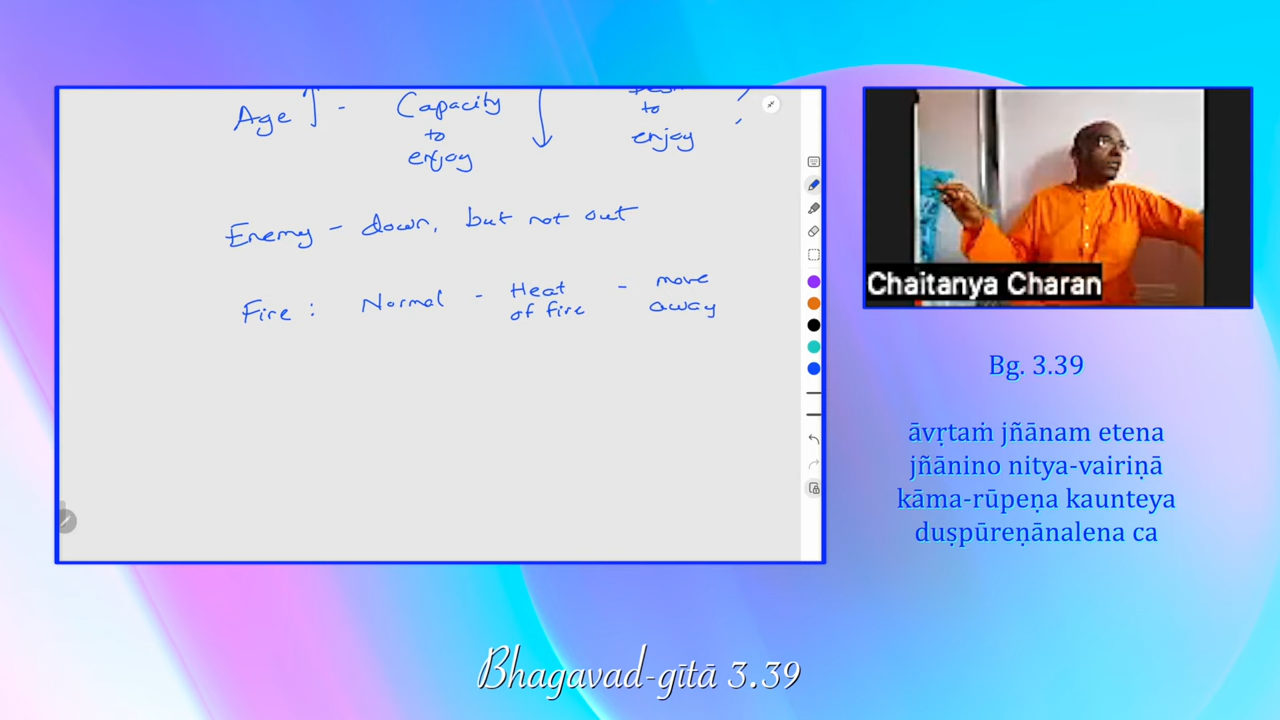 Age - Capacity
to
enjoy
to
enjoy
Enemy - down, but not out
Fire : Normal - Heat of fire - move away
Chaitanya Charan
Bg. 3.39
āvṛtaṁ jñānam etena
jñānino nitya-vairiṇā
kāma-rūpeṇa kaunteya
duṣpūreṇānalena ca
Bhagavad-gītā 3.39